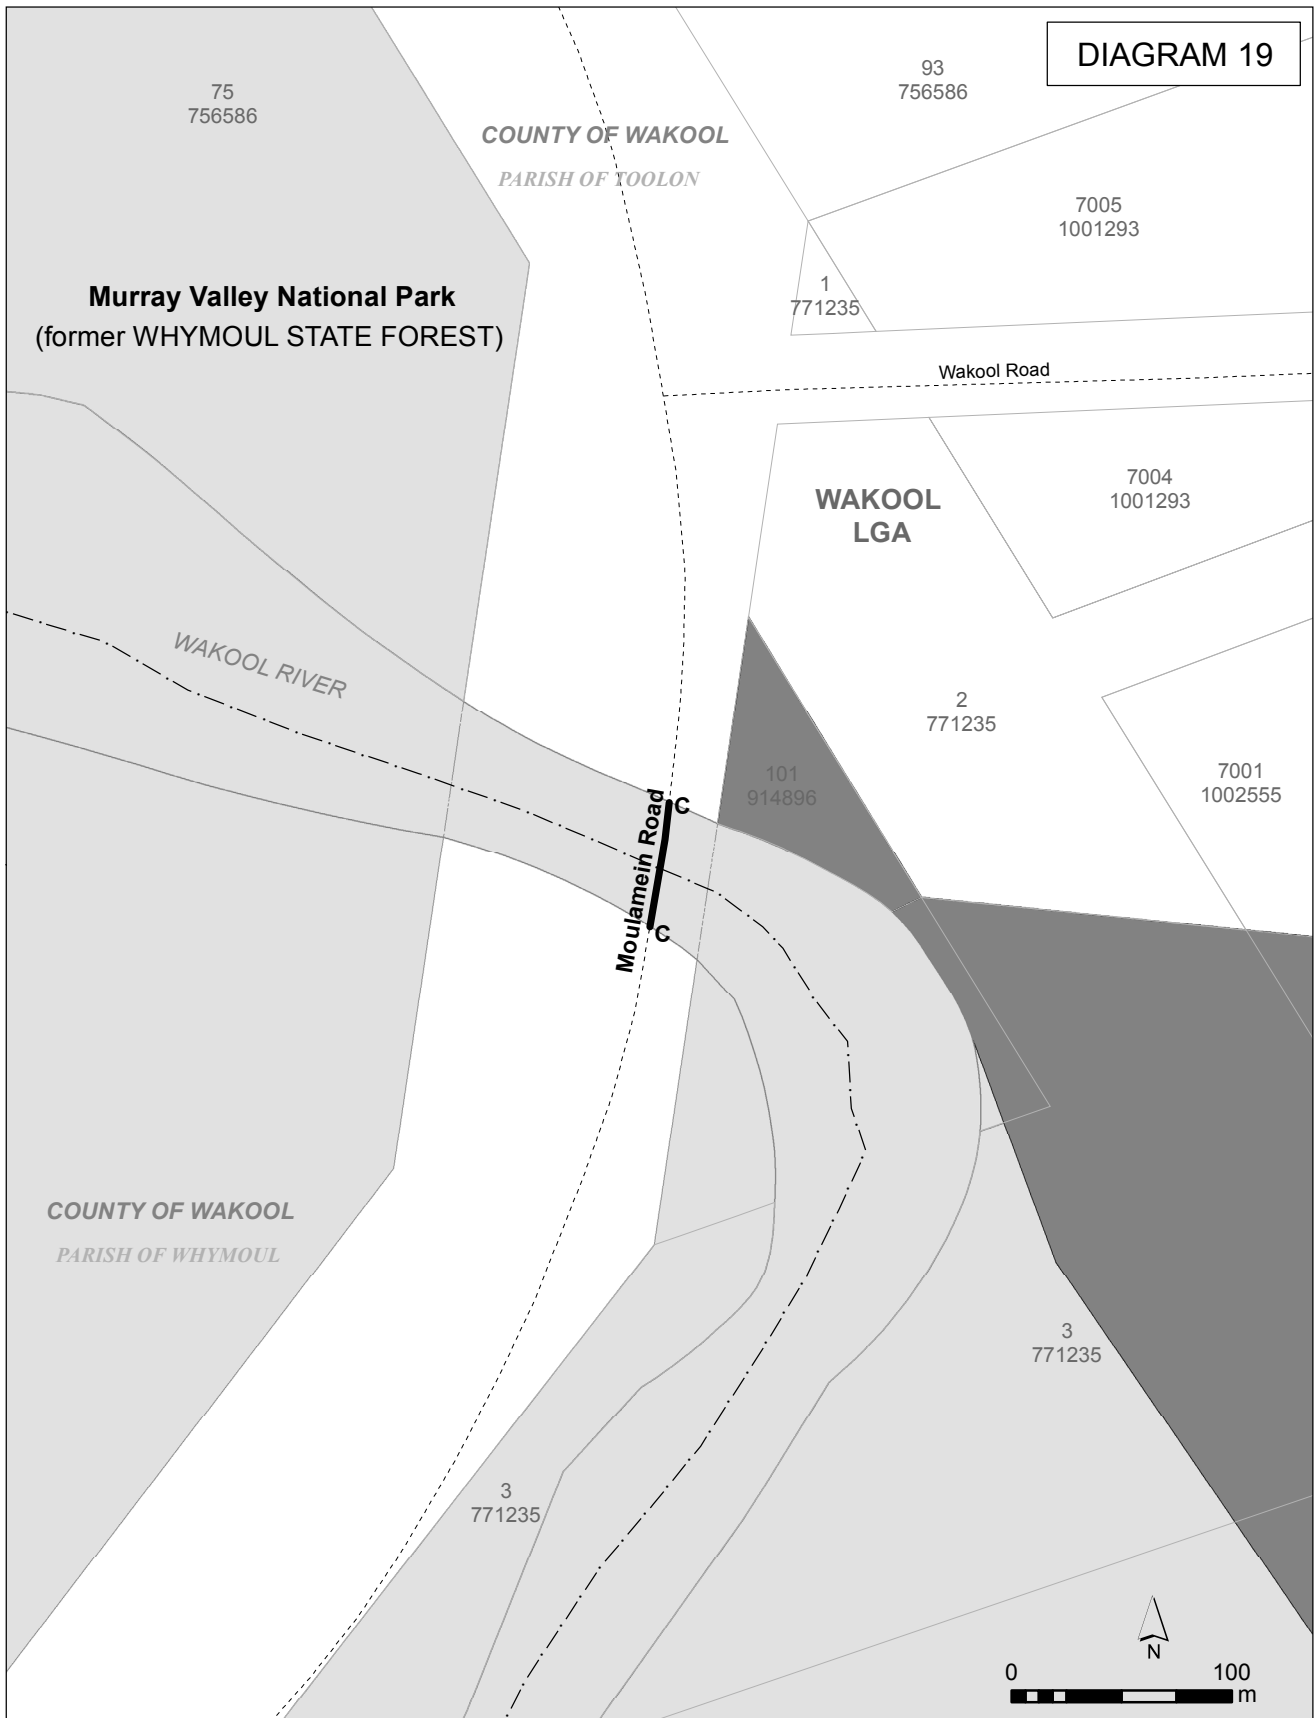 DIAGRAM 19
75
756586
93
756586
COUNTY OF WAKOOL
PARISH OF TOOLON
7005
1001293
1
771235
Murray Valley National Park
(former WHYMOUL STATE FOREST)
Wakool Road
7004
1001293
WAKOOL
LGA
WAKOOL RIVER
2
771235
7001
1002555
101
914896
C
Moulamein Road
C
COUNTY OF WAKOOL
PARISH OF WHYMOUL
3
771235
3
771235
N
0 100
m